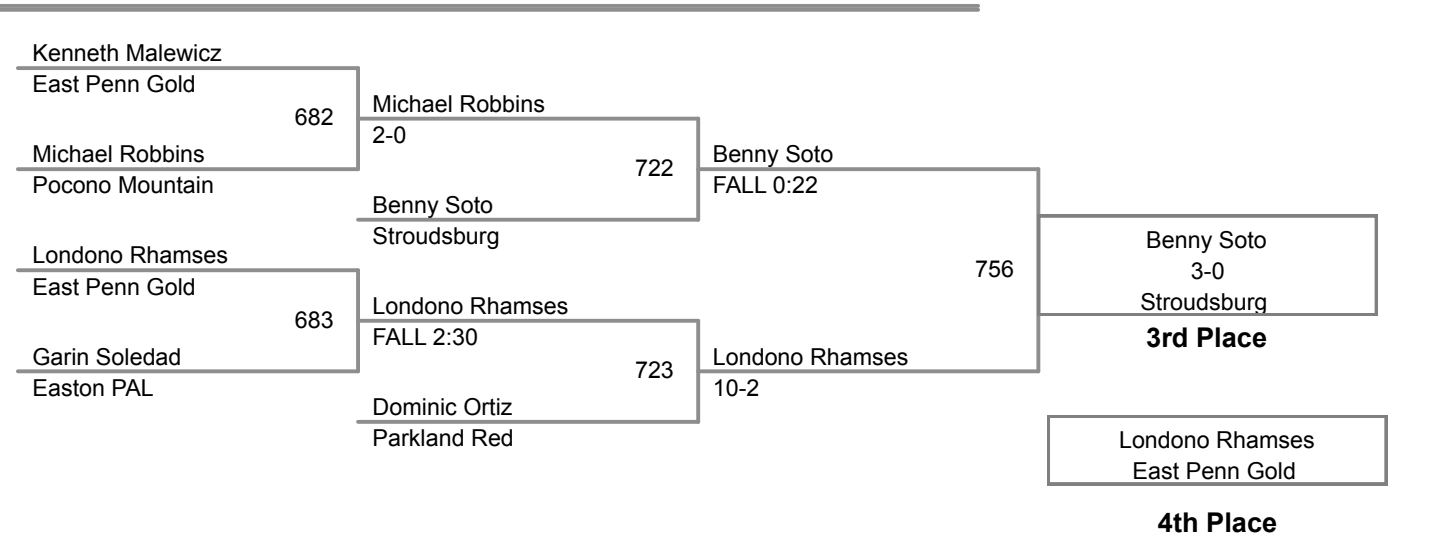 Kenneth Malewicz
East Penn Gold
682
Michael Robbins
Pocono Mountain
Londono Rhamses
East Penn Gold
683
Garin Soledad
Easton PAL
Michael Robbins
2-0
722
Benny Soto
Stroudsburg
Londono Rhamses
FALL 2:30
723
Dominic Ortiz
Parkland Red
Benny Soto
FALL 0:22
756
Londono Rhamses
10-2
Benny Soto
3-0
Stroudsburg
3rd Place
Londono Rhamses
East Penn Gold
4th Place